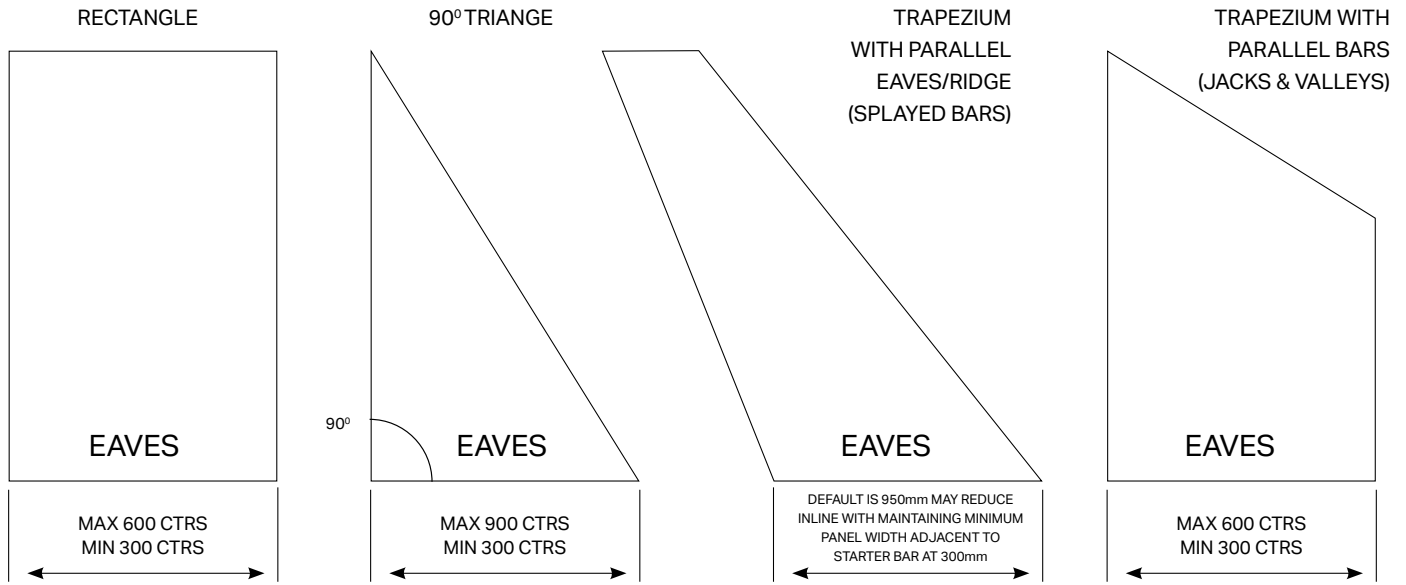 RECTANGLE
90⁰ TRIANGE
TRAPEZIUM
WITH PARALLEL
EAVES/RIDGE
(SPLAYED BARS)
TRAPEZIUM WITH
PARALLEL BARS
(JACKS & VALLEYS)
90⁰
EAVES
EAVES
EAVES
EAVES
MAX 600 CTRS
MIN 300 CTRS
MAX 900 CTRS
MIN 300 CTRS
DEFAULT IS 950mm MAY REDUCE
INLINE WITH MAINTAINING MINIMUM
PANEL WIDTH ADJACENT TO
STARTER BAR AT 300mm
MAX 600 CTRS
MIN 300 CTRS